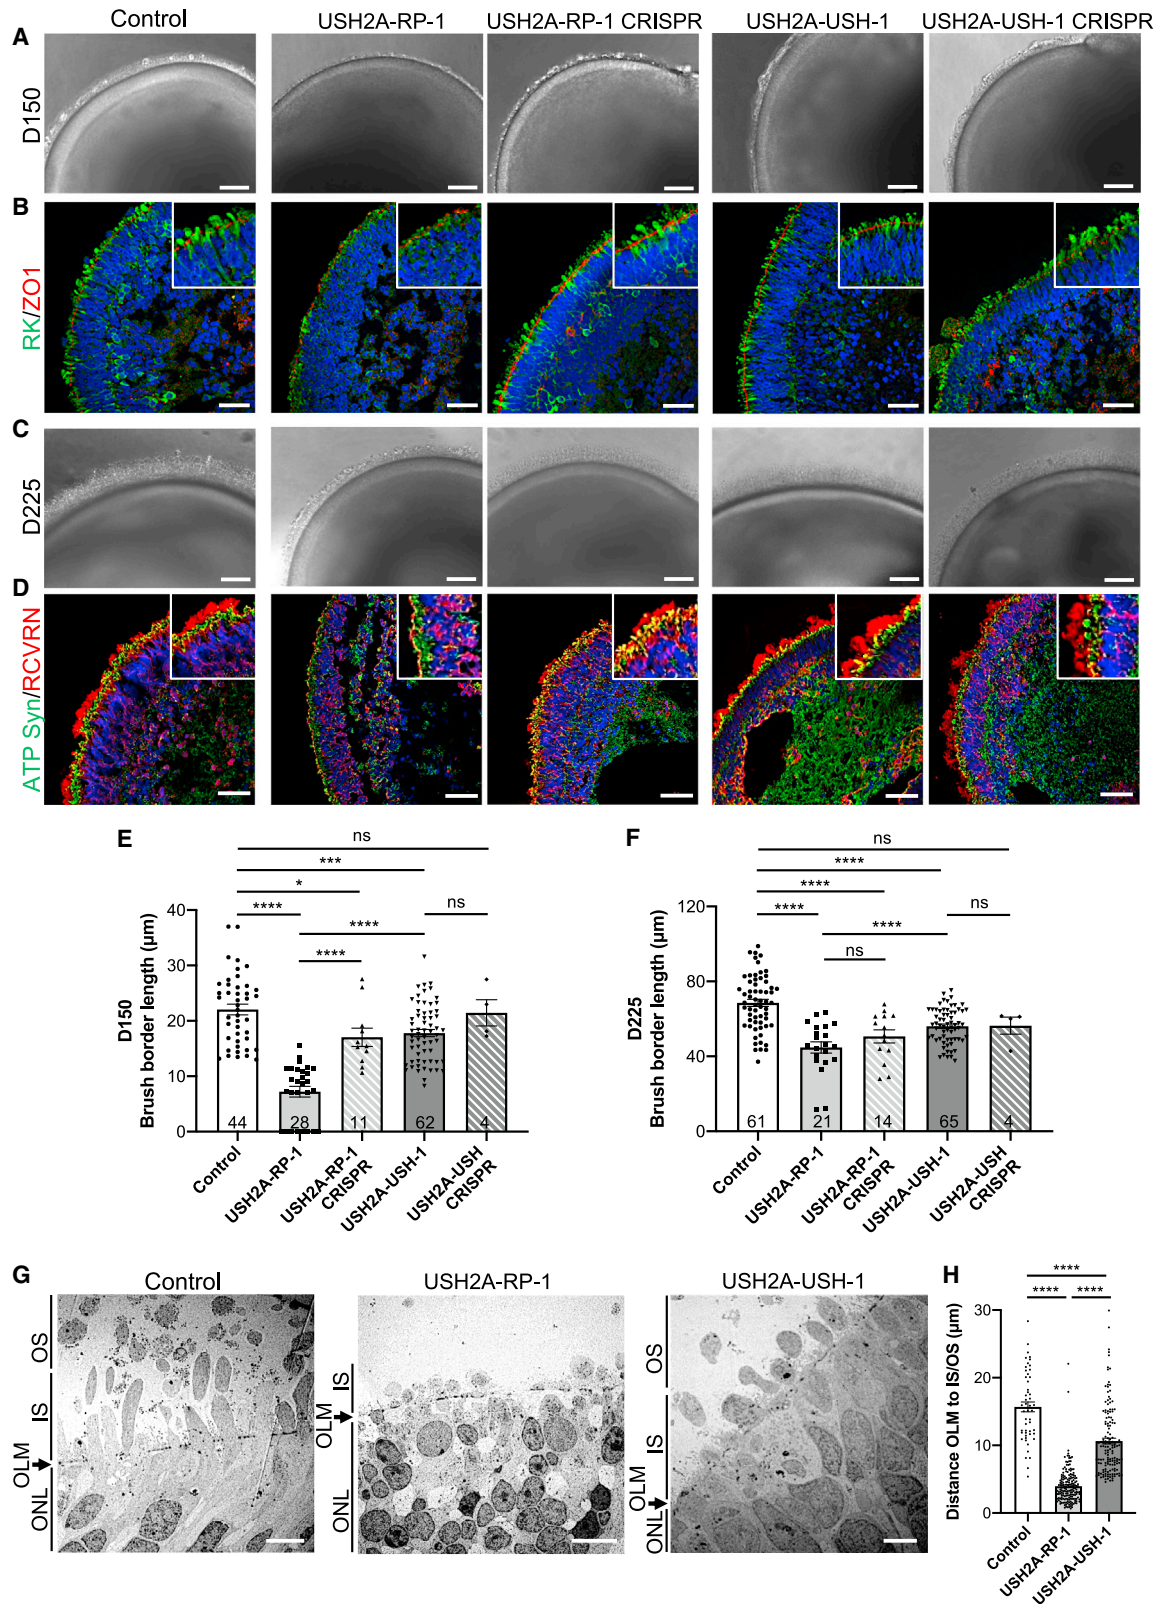 Control
USH2A-RP-1
USH2A-RP-1 CRISPR
USH2A-USH-1
USH2A-USH-1 CRISPR
A
D150
B
RK/ZO1
C
D225
D
ATP Syn/RCVRN
E
ns
***
*
****
****
ns
****
D150
Brush border length (µm)
40
30
20
10
0
44
28
11
62
4
Control
USH2A-RP-1
USH2A-RP-1
CRISPR
USH2A-USH-1
USH2A-USH
CRISPR
F
ns
****
****
****
****
ns
ns
D225
Brush border length (µm)
120
80
40
0
61
21
14
65
4
Control
USH2A-RP-1
USH2A-RP-1
CRISPR
USH2A-USH-1
USH2A-USH
CRISPR
G
Control
OS
IS
OLM
ONL
USH2A-RP-1
IS
OLM
ONL
USH2A-USH-1
OS
IS
OLM
ONL
H
****
****
****
Distance OLM to IS/OS (µm)
30
20
10
0
Control
USH2A-RP-1
USH2A-USH-1